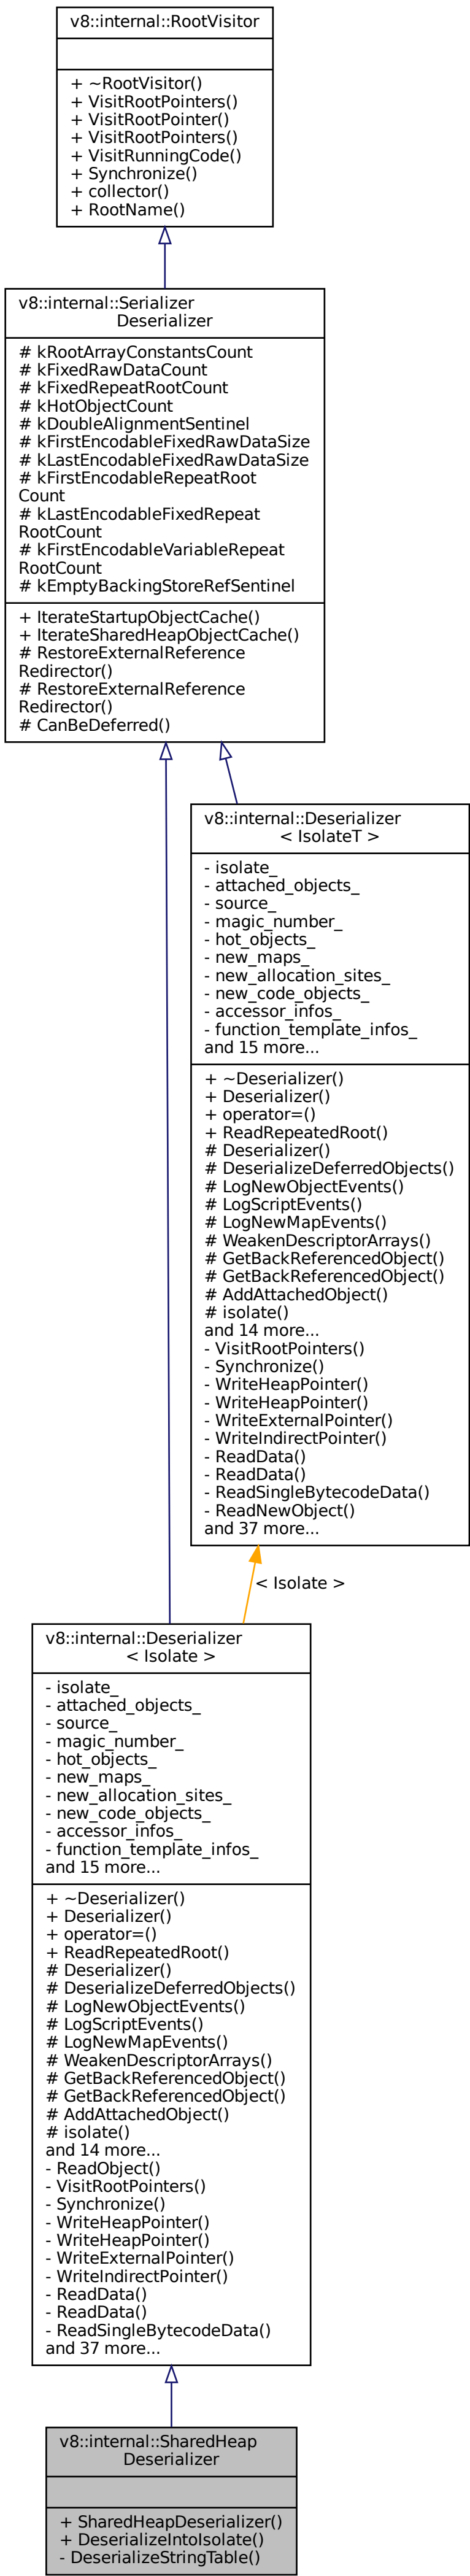 v8::internal::RootVisitor
+ ~RootVisitor()
+ VisitRootPointers()
+ VisitRootPointer()
+ VisitRootPointers()
+ VisitRunningCode()
+ Synchronize()
+ collector()
+ RootName()
v8::internal::Serializer
Deserializer
# kRootArrayConstantsCount
# kFixedRawDataCount
# kFixedRepeatRootCount
# kHotObjectCount
# kDoubleAlignmentSentinel
# kFirstEncodableFixedRawDataSize
# kLastEncodableFixedRawDataSize
# kFirstEncodableRepeatRoot
Count
# kLastEncodableFixedRepeat
RootCount
# kFirstEncodableVariableRepeat
RootCount
# kEmptyBackingStoreRefSentinel
+ IterateStartupObjectCache()
+ IterateSharedHeapObjectCache()
# RestoreExternalReference
Redirector()
# RestoreExternalReference
Redirector()
# CanBeDeferred()
v8::internal::Deserializer
< IsolateT >
- isolate_
- attached_objects_
- source_
- magic_number_
- hot_objects_
- new_maps_
- new_allocation_sites_
- new_code_objects_
- accessor_infos_
- function_template_infos_
and 15 more...
+ ~Deserializer()
+ Deserializer()
+ operator=()
+ ReadRepeatedRoot()
# Deserializer()
# DeserializeDeferredObjects()
# LogNewObjectEvents()
# LogScriptEvents()
# LogNewMapEvents()
# WeakenDescriptorArrays()
# GetBackReferencedObject()
# GetBackReferencedObject()
# AddAttachedObject()
# isolate()
and 14 more...
- VisitRootPointers()
- Synchronize()
- WriteHeapPointer()
- WriteHeapPointer()
- WriteExternalPointer()
- WriteIndirectPointer()
- ReadData()
- ReadData()
- ReadSingleBytecodeData()
- ReadNewObject()
and 37 more...
< Isolate >
v8::internal::Deserializer
< Isolate >
- isolate_
- attached_objects_
- source_
- magic_number_
- hot_objects_
- new_maps_
- new_allocation_sites_
- new_code_objects_
- accessor_infos_
- function_template_infos_
and 15 more...
+ ~Deserializer()
+ Deserializer()
+ operator=()
+ ReadRepeatedRoot()
# Deserializer()
# DeserializeDeferredObjects()
# LogNewObjectEvents()
# LogScriptEvents()
# LogNewMapEvents()
# WeakenDescriptorArrays()
# GetBackReferencedObject()
# GetBackReferencedObject()
# AddAttachedObject()
# isolate()
and 14 more...
- ReadObject()
- VisitRootPointers()
- Synchronize()
- WriteHeapPointer()
- WriteHeapPointer()
- WriteExternalPointer()
- WriteIndirectPointer()
- ReadData()
- ReadData()
- ReadSingleBytecodeData()
and 37 more...
v8::internal::SharedHeap
Deserializer
+ SharedHeapDeserializer()
+ DeserializeIntoIsolate()
- DeserializeStringTable()